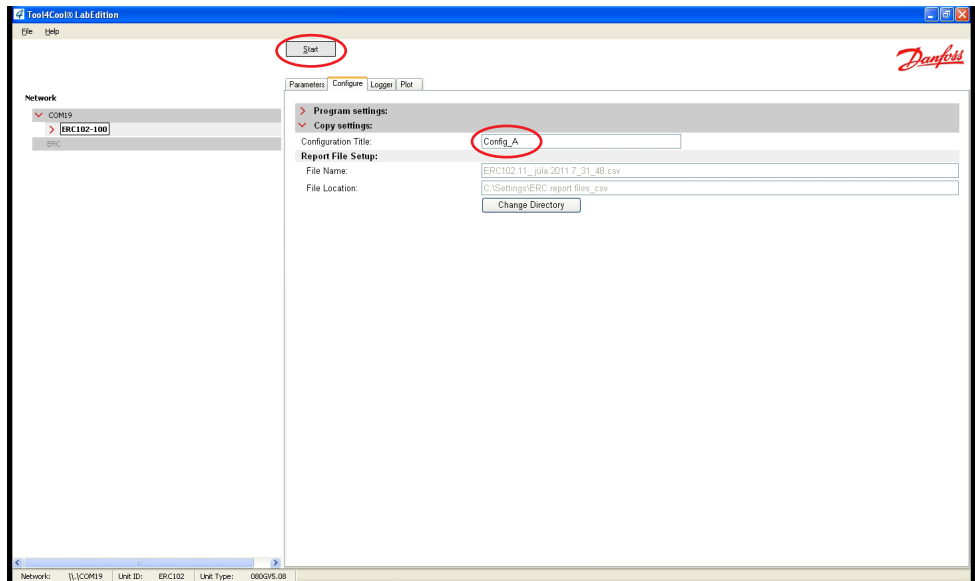 Tool4Cool® LabEdition
File Help
Start
Danfoss
Parameters Configure Logger Plot
Network
COM19
ERC102-100
ERC
Program settings:
Copy settings:
Configuration Title: Config_A
Report File Setup:
File Name: ERC102 11_ júla 2011 7_31_48.csv
File Location: C:\Settings\ERC report files_csv
Change Directory
Network: \\.\COM19 Unit ID: ERC102 Unit Type: 080GV5.08